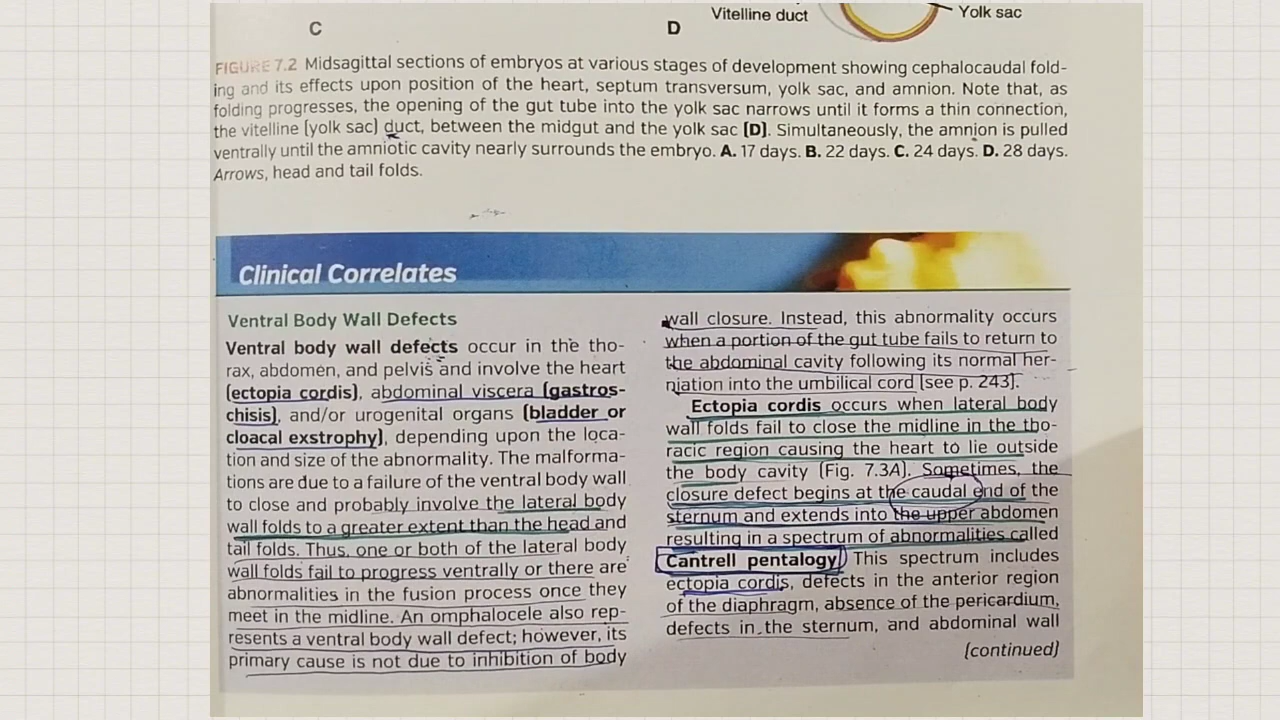 C
D
Vitelline duct
Yolk sac
FIGURE 7.2 Midsagittal sections of embryos at various stages of development showing cephalocaudal fold-
ing and its effects upon position of the heart, septum transversum, yolk sac, and amnion. Note that, as
folding progresses, the opening of the gut tube into the yolk sac narrows until it forms a thin connection,
the vitelline (yolk sac) duct, between the midgut and the yolk sac (D). Simultaneously, the amnion is pulled
ventrally until the amniotic cavity nearly surrounds the embryo. A. 17 days. B. 22 days. C. 24 days. D. 28 days.
Arrows, head and tail folds.
Clinical Correlates
Ventral Body Wall Defects
Ventral body wall defects occur in the tho-
rax, abdomen, and pelvis and involve the heart
(ectopia cordis), abdominal viscera (gastros-
chisis), and/or urogenital organs (bladder or
cloacal exstrophy), depending upon the loca-
tion and size of the abnormality. The malforma-
tions are due to a failure of the ventral body wall
to close and probably involve the lateral body
wall folds to a greater extent than the head and
tail folds. Thus, one or both of the lateral body
wall folds fail to progress ventrally or there are
abnormalities in the fusion process once they
meet in the midline. An omphalocele also rep-
resents a ventral body wall defect; however, its
primary cause is not due to inhibition of body
wall closure. Instead, this abnormality occurs
when a portion of the gut tube fails to return to
the abdominal cavity following its normal her-
niation into the umbilical cord (see p. 243).
Ectopia cordis occurs when lateral body
wall folds fail to close the midline in the tho-
racic region causing the heart to lie outside
the body cavity (Fig. 7.3A). Sometimes, the
closure defect begins at the caudal end of the
sternum and extends into the upper abdomen
resulting in a spectrum of abnormalities called
Cantrell pentalogy. This spectrum includes
ectopia cordis, defects in the anterior region
of the diaphragm, absence of the pericardium,
defects in the sternum, and abdominal wall
(continued)